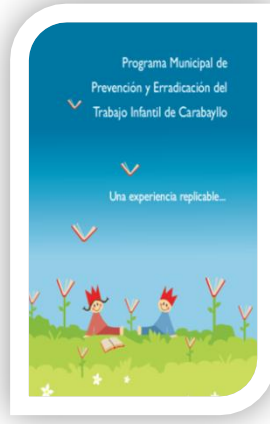 Programa Municipal de
Prevención y Erradicación del
Trabajo Infantil de Carabayllo
Una experiencia replicable...